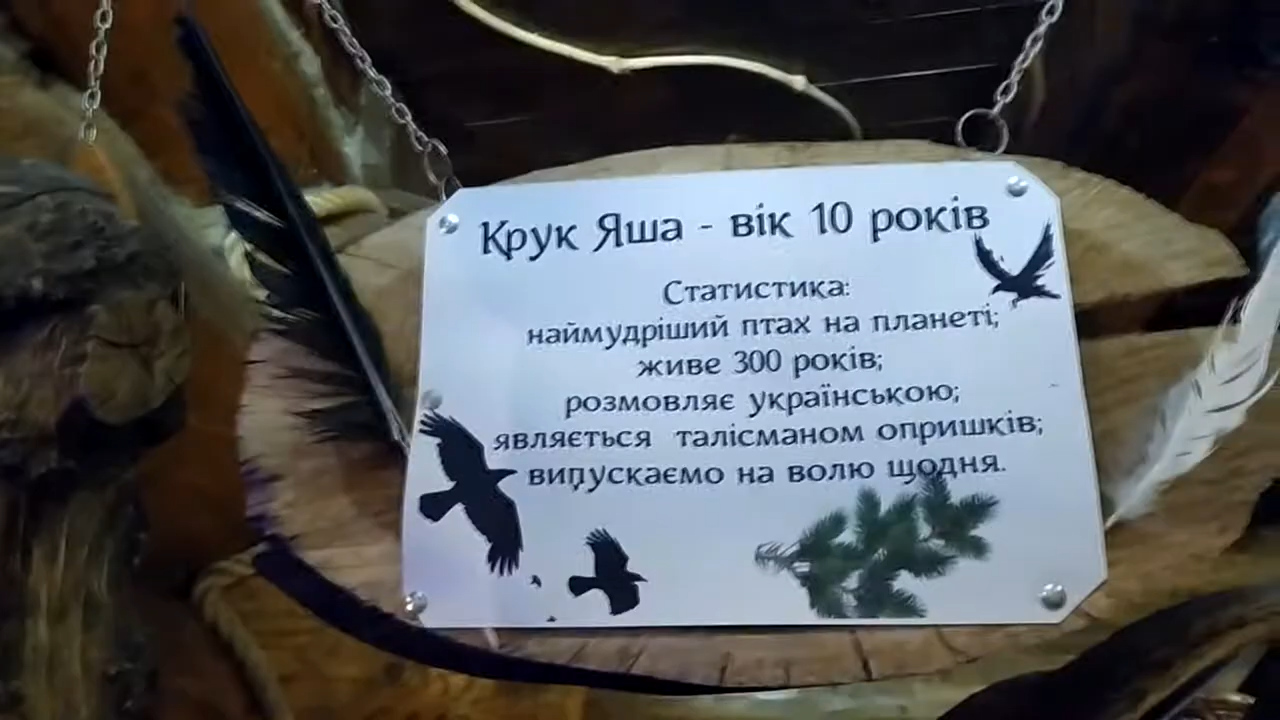 Крук Яша - вік 10 років
Статистика:
наймудріший птах на планеті;
живе 300 років;
розмовляє українською;
являється талісманом опришків;
випускаємо на волю щодня.